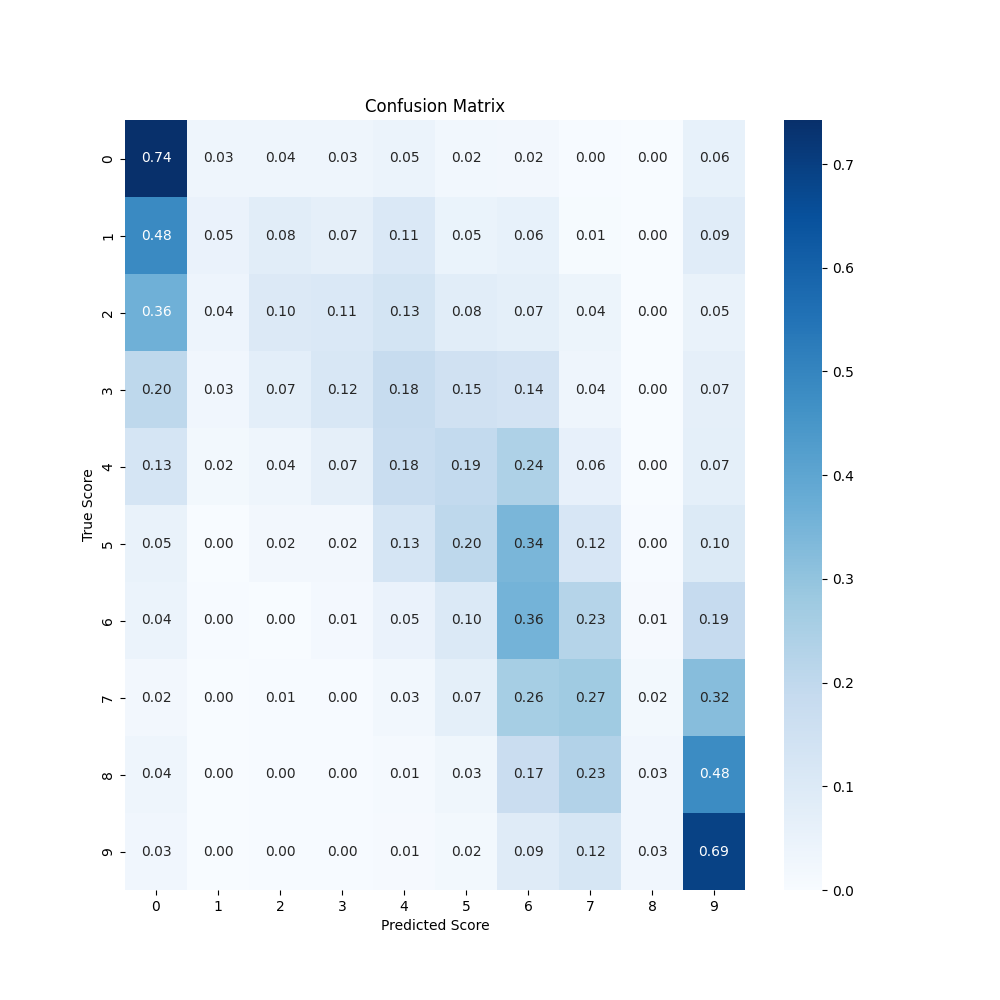 Confusion Matrix
0 0.74 0.03 0.04 0.03 0.05 0.02 0.02 0.00 0.00 0.06
1 0.48 0.05 0.08 0.07 0.11 0.05 0.06 0.01 0.00 0.09
2 0.36 0.04 0.10 0.11 0.13 0.08 0.07 0.04 0.00 0.05
3 0.20 0.03 0.07 0.12 0.18 0.15 0.14 0.04 0.00 0.07
4 0.13 0.02 0.04 0.07 0.18 0.19 0.24 0.06 0.00 0.07
5 0.05 0.00 0.02 0.02 0.13 0.20 0.34 0.12 0.00 0.10
6 0.04 0.00 0.00 0.01 0.05 0.10 0.36 0.23 0.01 0.19
7 0.02 0.00 0.01 0.00 0.03 0.07 0.26 0.27 0.02 0.32
8 0.04 0.00 0.00 0.00 0.01 0.03 0.17 0.23 0.03 0.48
9 0.03 0.00 0.00 0.00 0.01 0.02 0.09 0.12 0.03 0.69
0 1 2 3 4 5 6 7 8 9
Predicted Score
True Score
0.7
0.6
0.5
0.4
0.3
0.2
0.1
0.0